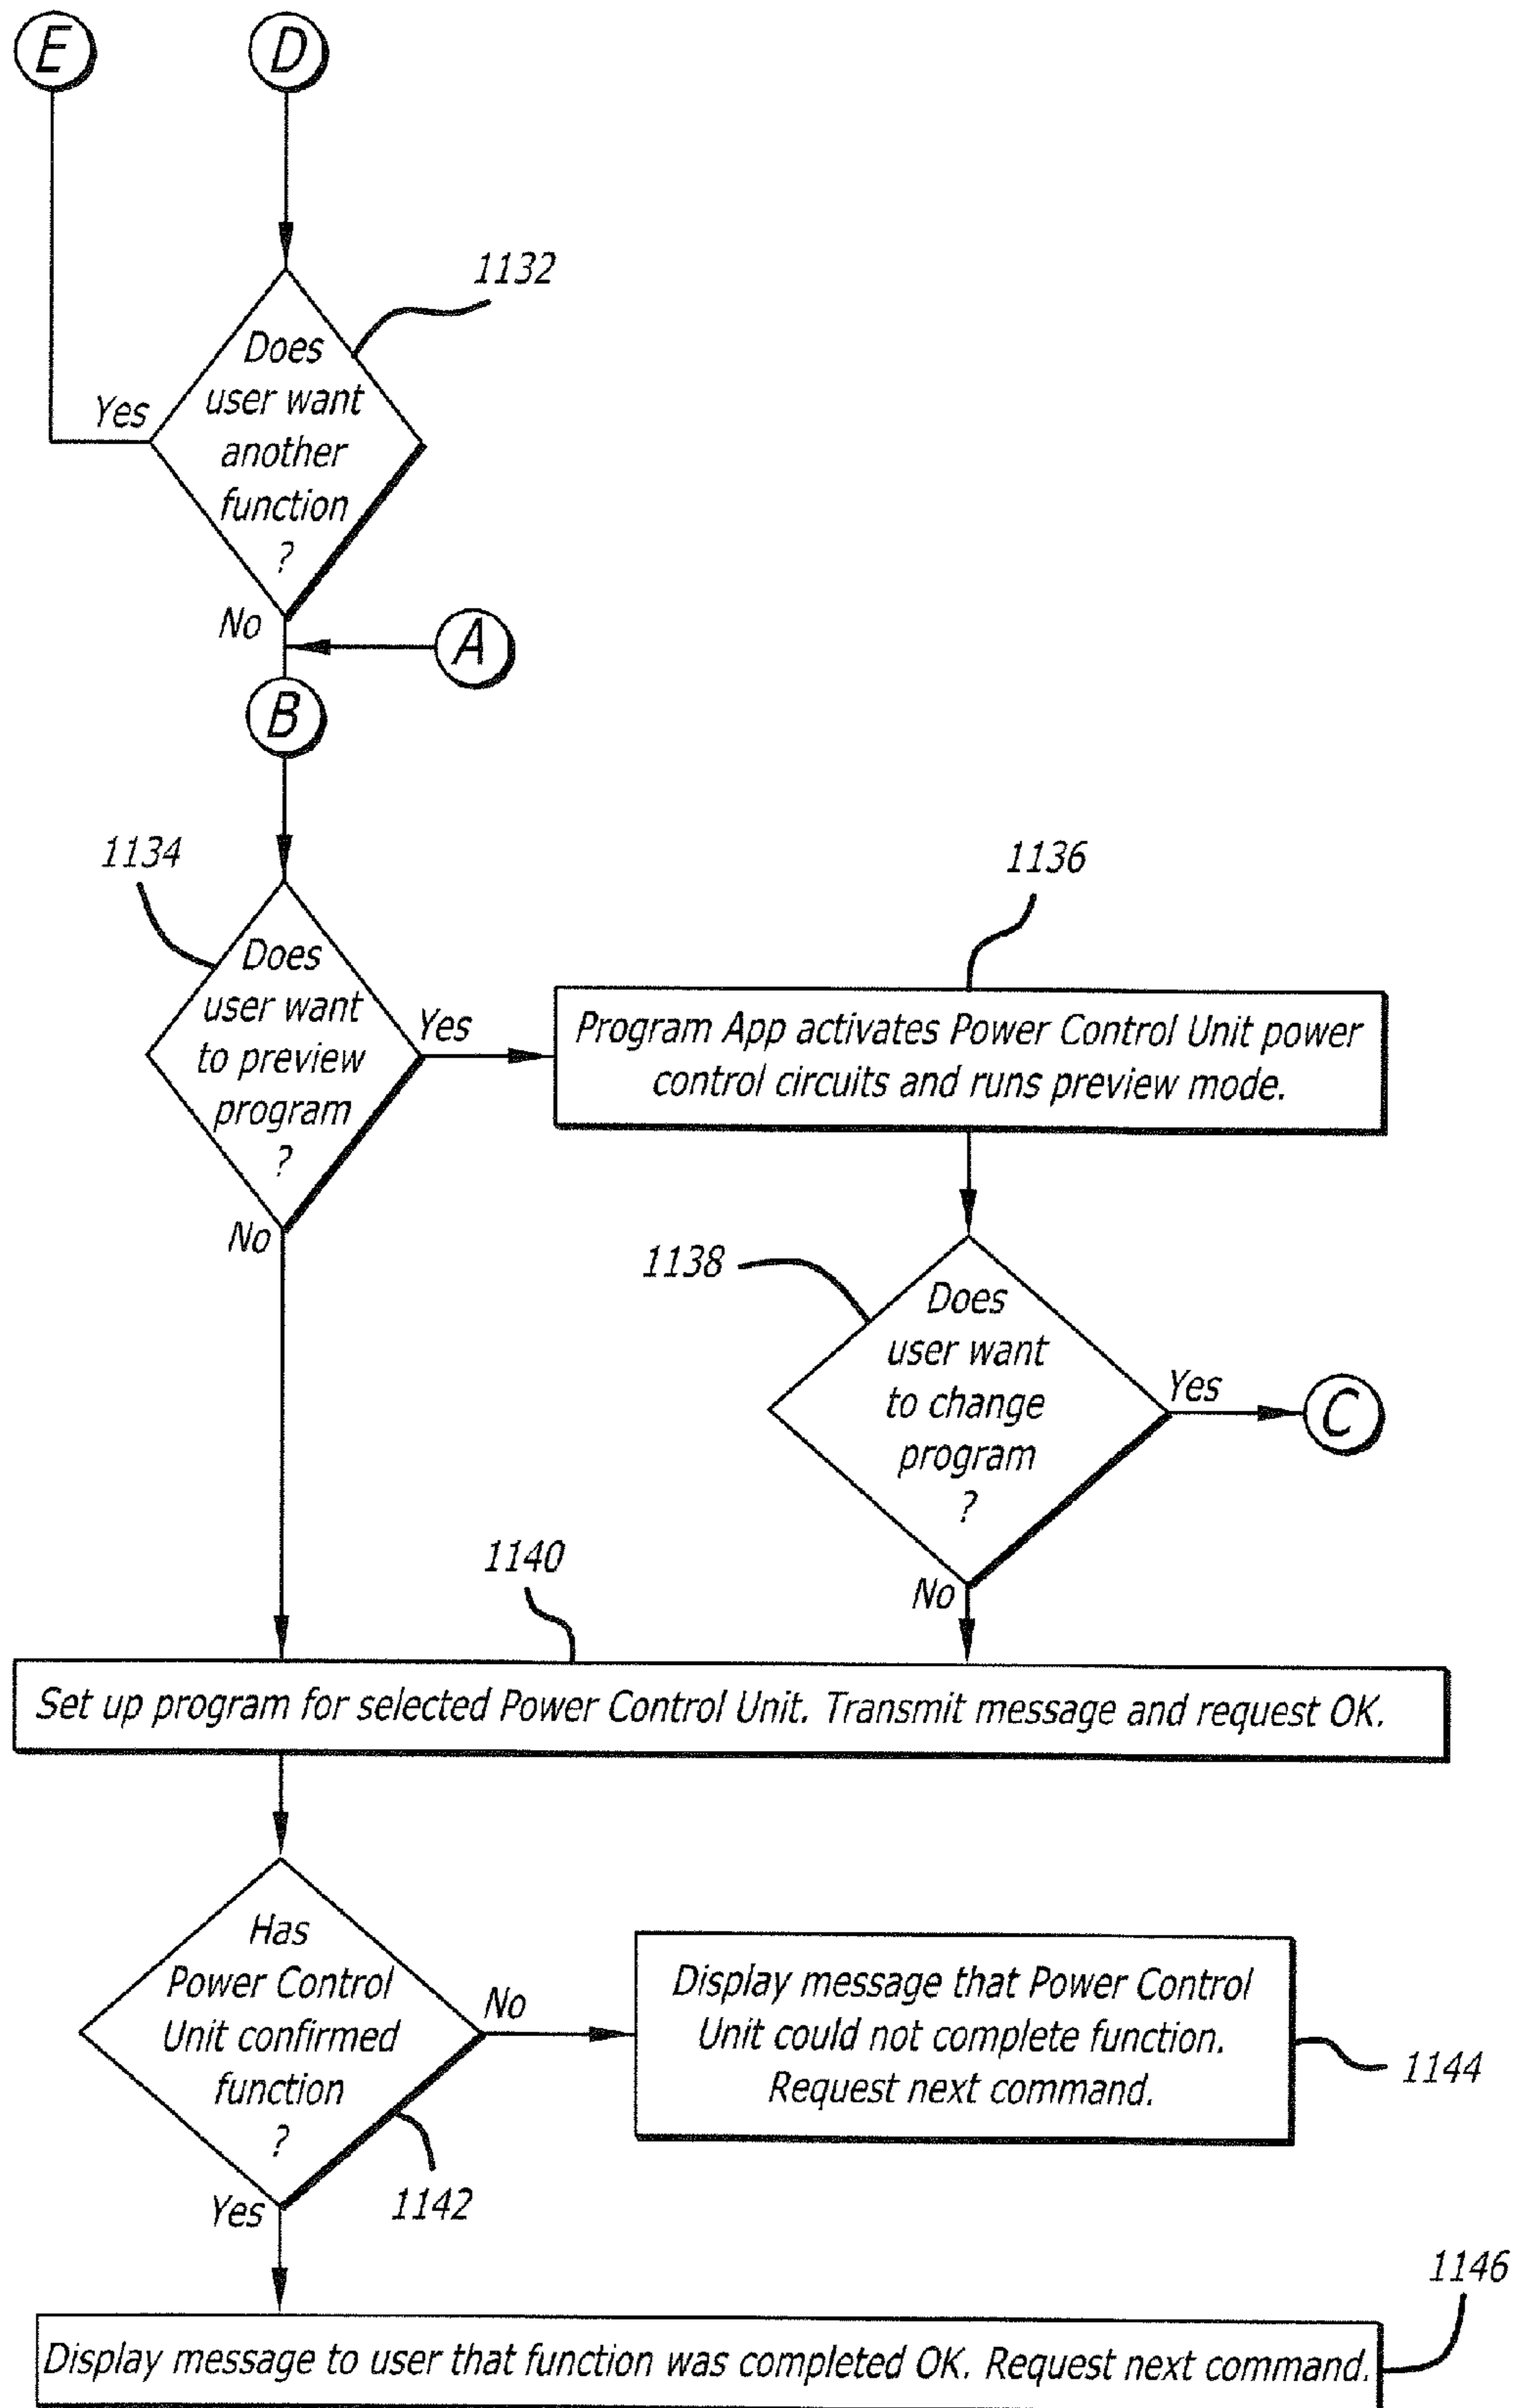 E
D
1132
Does
user want
another
function
?
Yes
No
A
B
1134
Does
user want
to preview
program
?
Yes
No
1136
Program App activates Power Control Unit power
control circuits and runs preview mode.
1138
Does
user want
to change
program
?
Yes
C
No
1140
Set up program for selected Power Control Unit. Transmit message and request OK.
Has
Power Control
Unit confirmed
function
?
No
Yes
1142
Display message that Power Control
Unit could not complete function.
Request next command.
1144
1146
Display message to user that function was completed OK. Request next command.